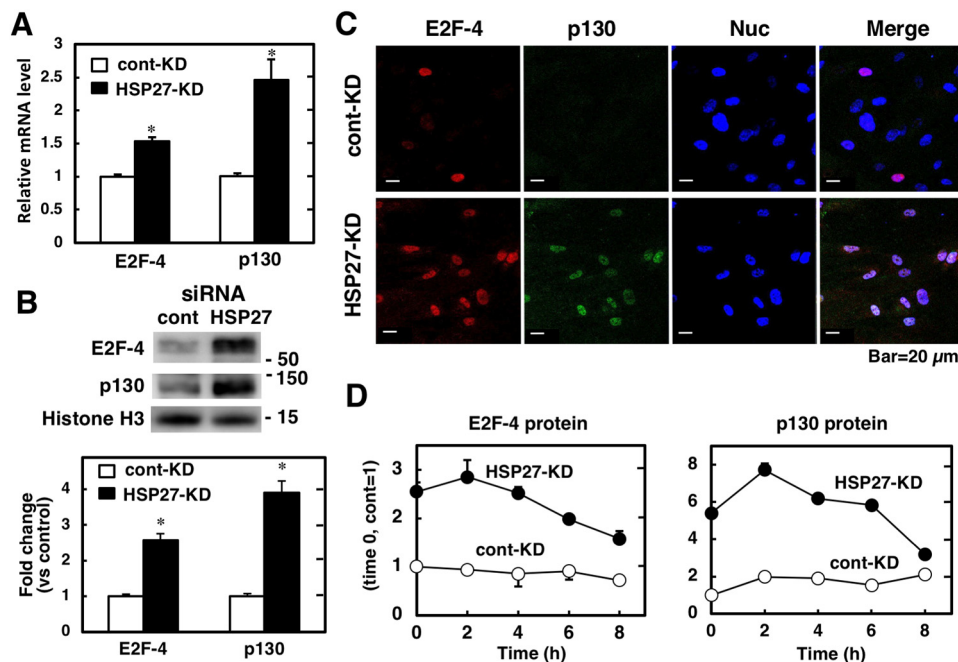 A
Relative mRNA level
3
2.5
2
1.5
1
0.5
0
cont-KD
HSP27-KD
*
*
E2F-4
p130
B
siRNA
cont HSP27
E2F-4
- 50
- 150
p130
Histone H3
- 15
Fold change
(vs control)
4
2
1
0
cont-KD
HSP27-KD
*
*
E2F-4
p130
C
E2F-4
p130
Nuc
Merge
cont-KD
HSP27-KD
Bar=20 µm
D
E2F-4 protein
(time 0, cont=1)
3
2
1
0
HSP27-KD
cont-KD
0 2 4 6 8
Time (h)
p130 protein
8
6
4
2
0
HSP27-KD
cont-KD
0 2 4 6 8
Time (h)